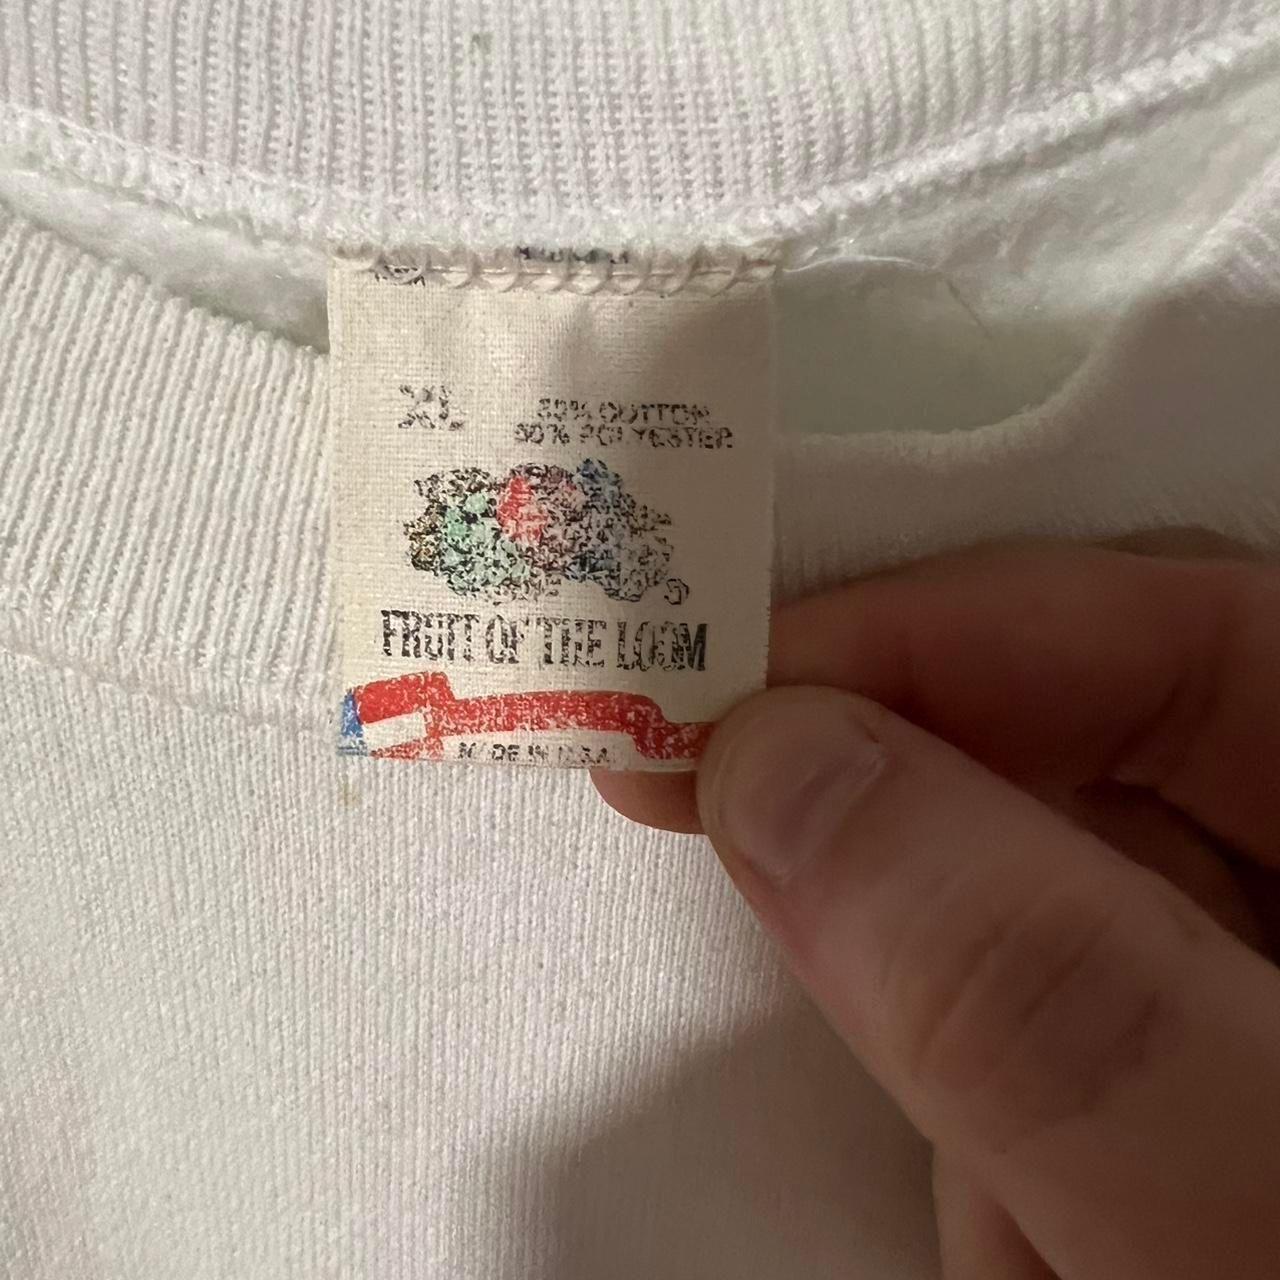 XL
50% COTTON
50% POLYESTER
FRUIT OF THE LOOM
MADE IN U.S.A.